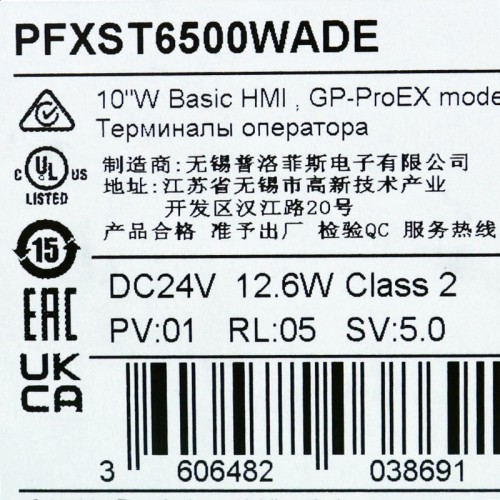 PFXST6500WADE
10"W Basic HMI , GP-ProEX mode
Терминалы оператора
制造商:无锡普洛菲斯电子有限公司
地址:江苏省无锡市高新技术产业
开发区汉江路20号
产品合格 准予出厂 检验QC 服务热线
C UL US
LISTED
15
DC24V 12.6W Class 2
PV:01 RL:05 SV:5.0
EAC
UK
CA
3 606482 038691